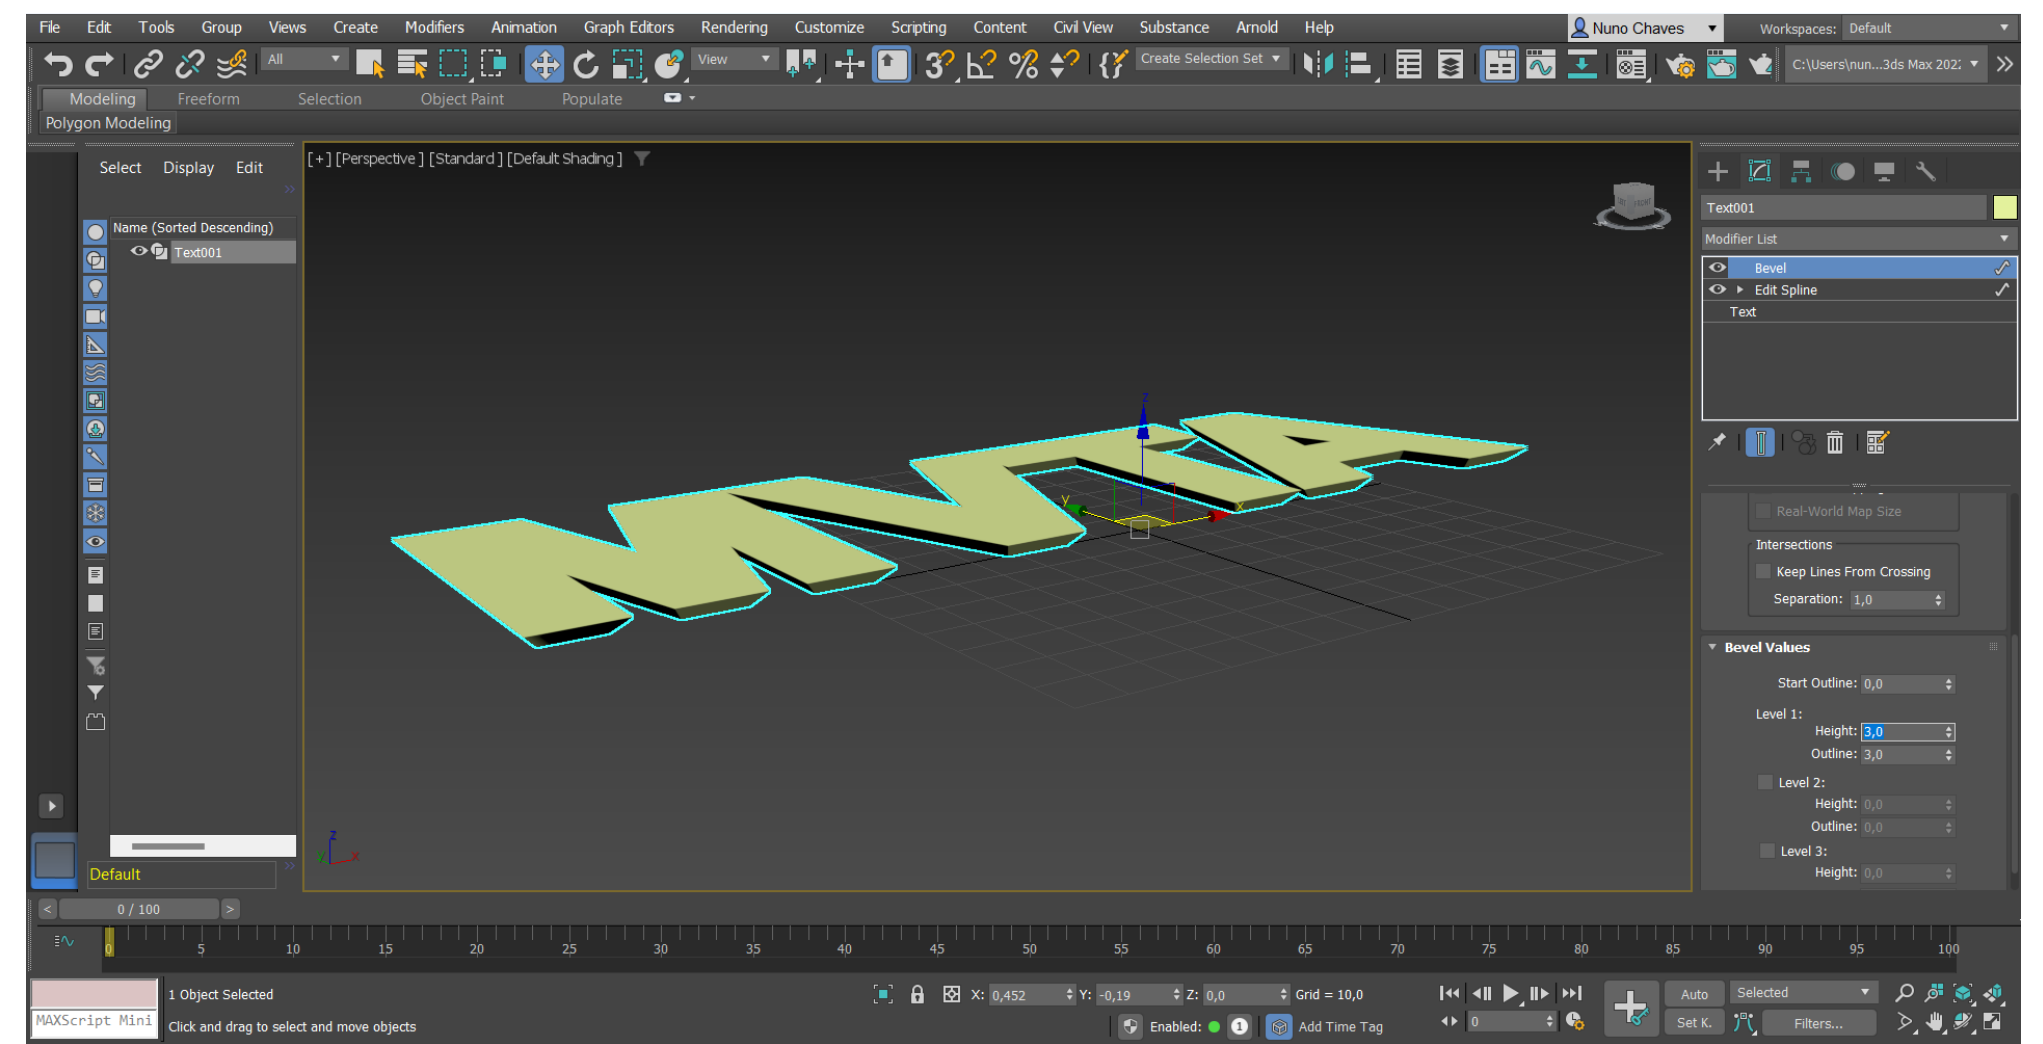 File Edit Tools Group Views Create Modifiers Animation Graph Editors Rendering Customize Scripting Content Civil View Substance Arnold Help Nuno Chaves Workspaces: Default
All View Create Selection Set C:\Users\nun...3ds Max 202
Modeling Freeform Selection Object Paint Populate
Polygon Modeling
Select Display Edit
[+] [Perspective ] [Standard ] [Default Shading ]
Name (Sorted Descending)
Text001
z
y
x
z
x
Default
Text001
Modifier List
Bevel
Edit Spline
Text
Real-World Map Size
Intersections
Keep Lines From Crossing
Separation: 1,0
Bevel Values
Start Outline: 0,0
Level 1:
Height: 3,0
Outline: 3,0
Level 2:
Height: 0,0
Outline: 0,0
Level 3:
Height: 0,0
< 0 / 100 >
0 5 10 15 20 25 30 35 40 45 50 55 60 65 70 75 80 85 90 95 100
1 Object Selected X: 0,452 Y: -0,19 Z: 0,0 Grid = 10,0 Auto Selected
MAXScript Mini Click and drag to select and move objects Enabled: 1 Add Time Tag 0 Set K. Filters...